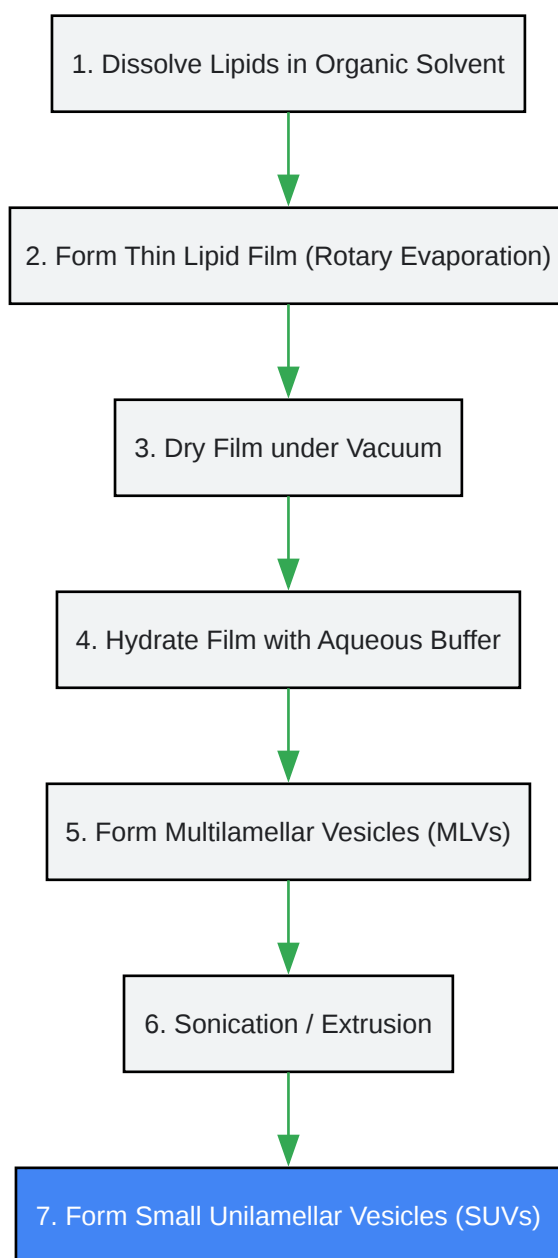 1. Dissolve Lipids in Organic Solvent
2. Form Thin Lipid Film (Rotary Evaporation)
3. Dry Film under Vacuum
4. Hydrate Film with Aqueous Buffer
5. Form Multilamellar Vesicles (MLVs)
6. Sonication / Extrusion
7. Form Small Unilamellar Vesicles (SUVs)